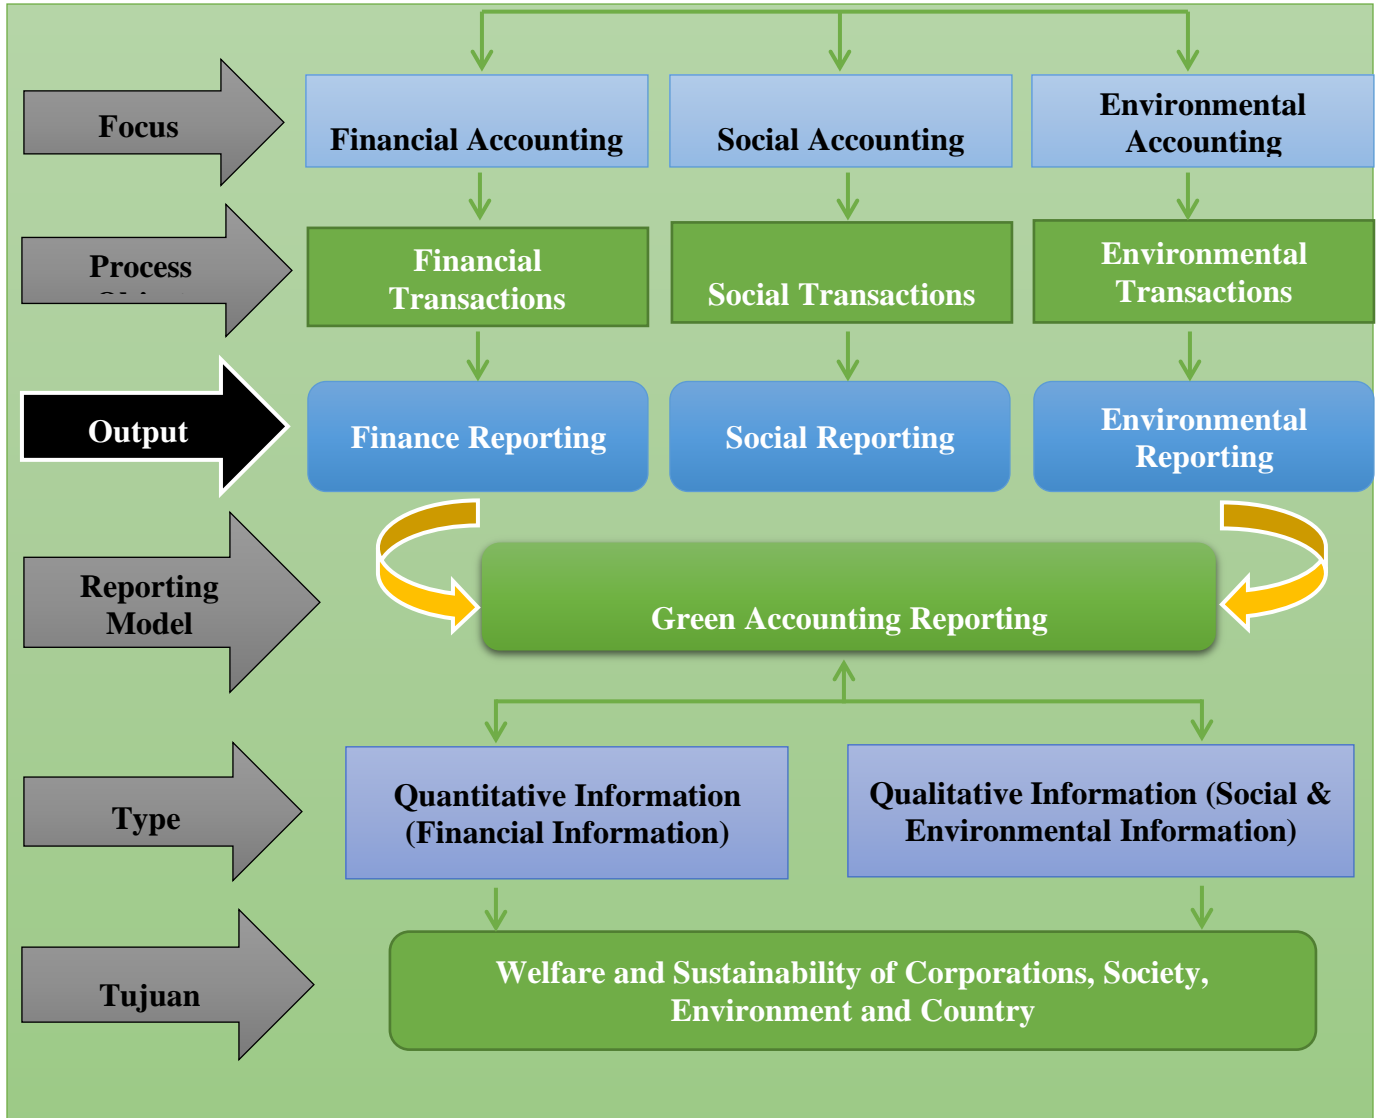 Focus
Financial Accounting
Social Accounting
Environmental
Accounting
Process
Financial
Transactions
Social Transactions
Environmental
Transactions
Output
Finance Reporting
Social Reporting
Environmental
Reporting
Reporting
Model
Green Accounting Reporting
Type
Quantitative Information
(Financial Information)
Qualitative Information (Social &
Environmental Information)
Tujuan
Welfare and Sustainability of Corporations, Society,
Environment and Country